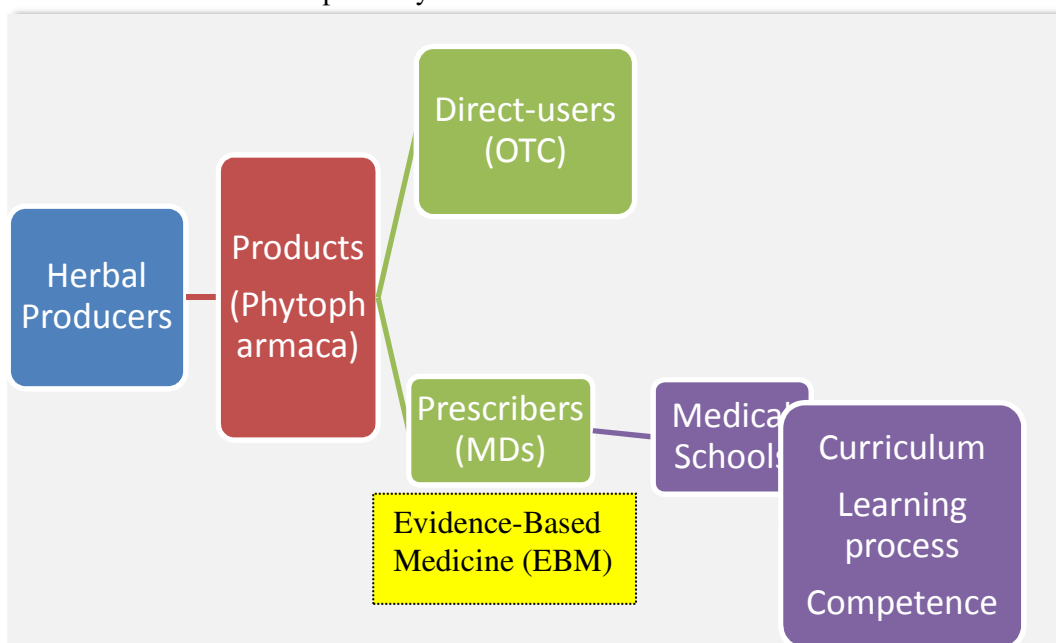 Direct-users
(OTC)
Herbal
Producers
Products
(Phytoph
armaca)
Prescribers
(MDs)
Evidence-Based
Medicine (EBM)
Medical
Schools
Curriculum
Learning
process
Competence